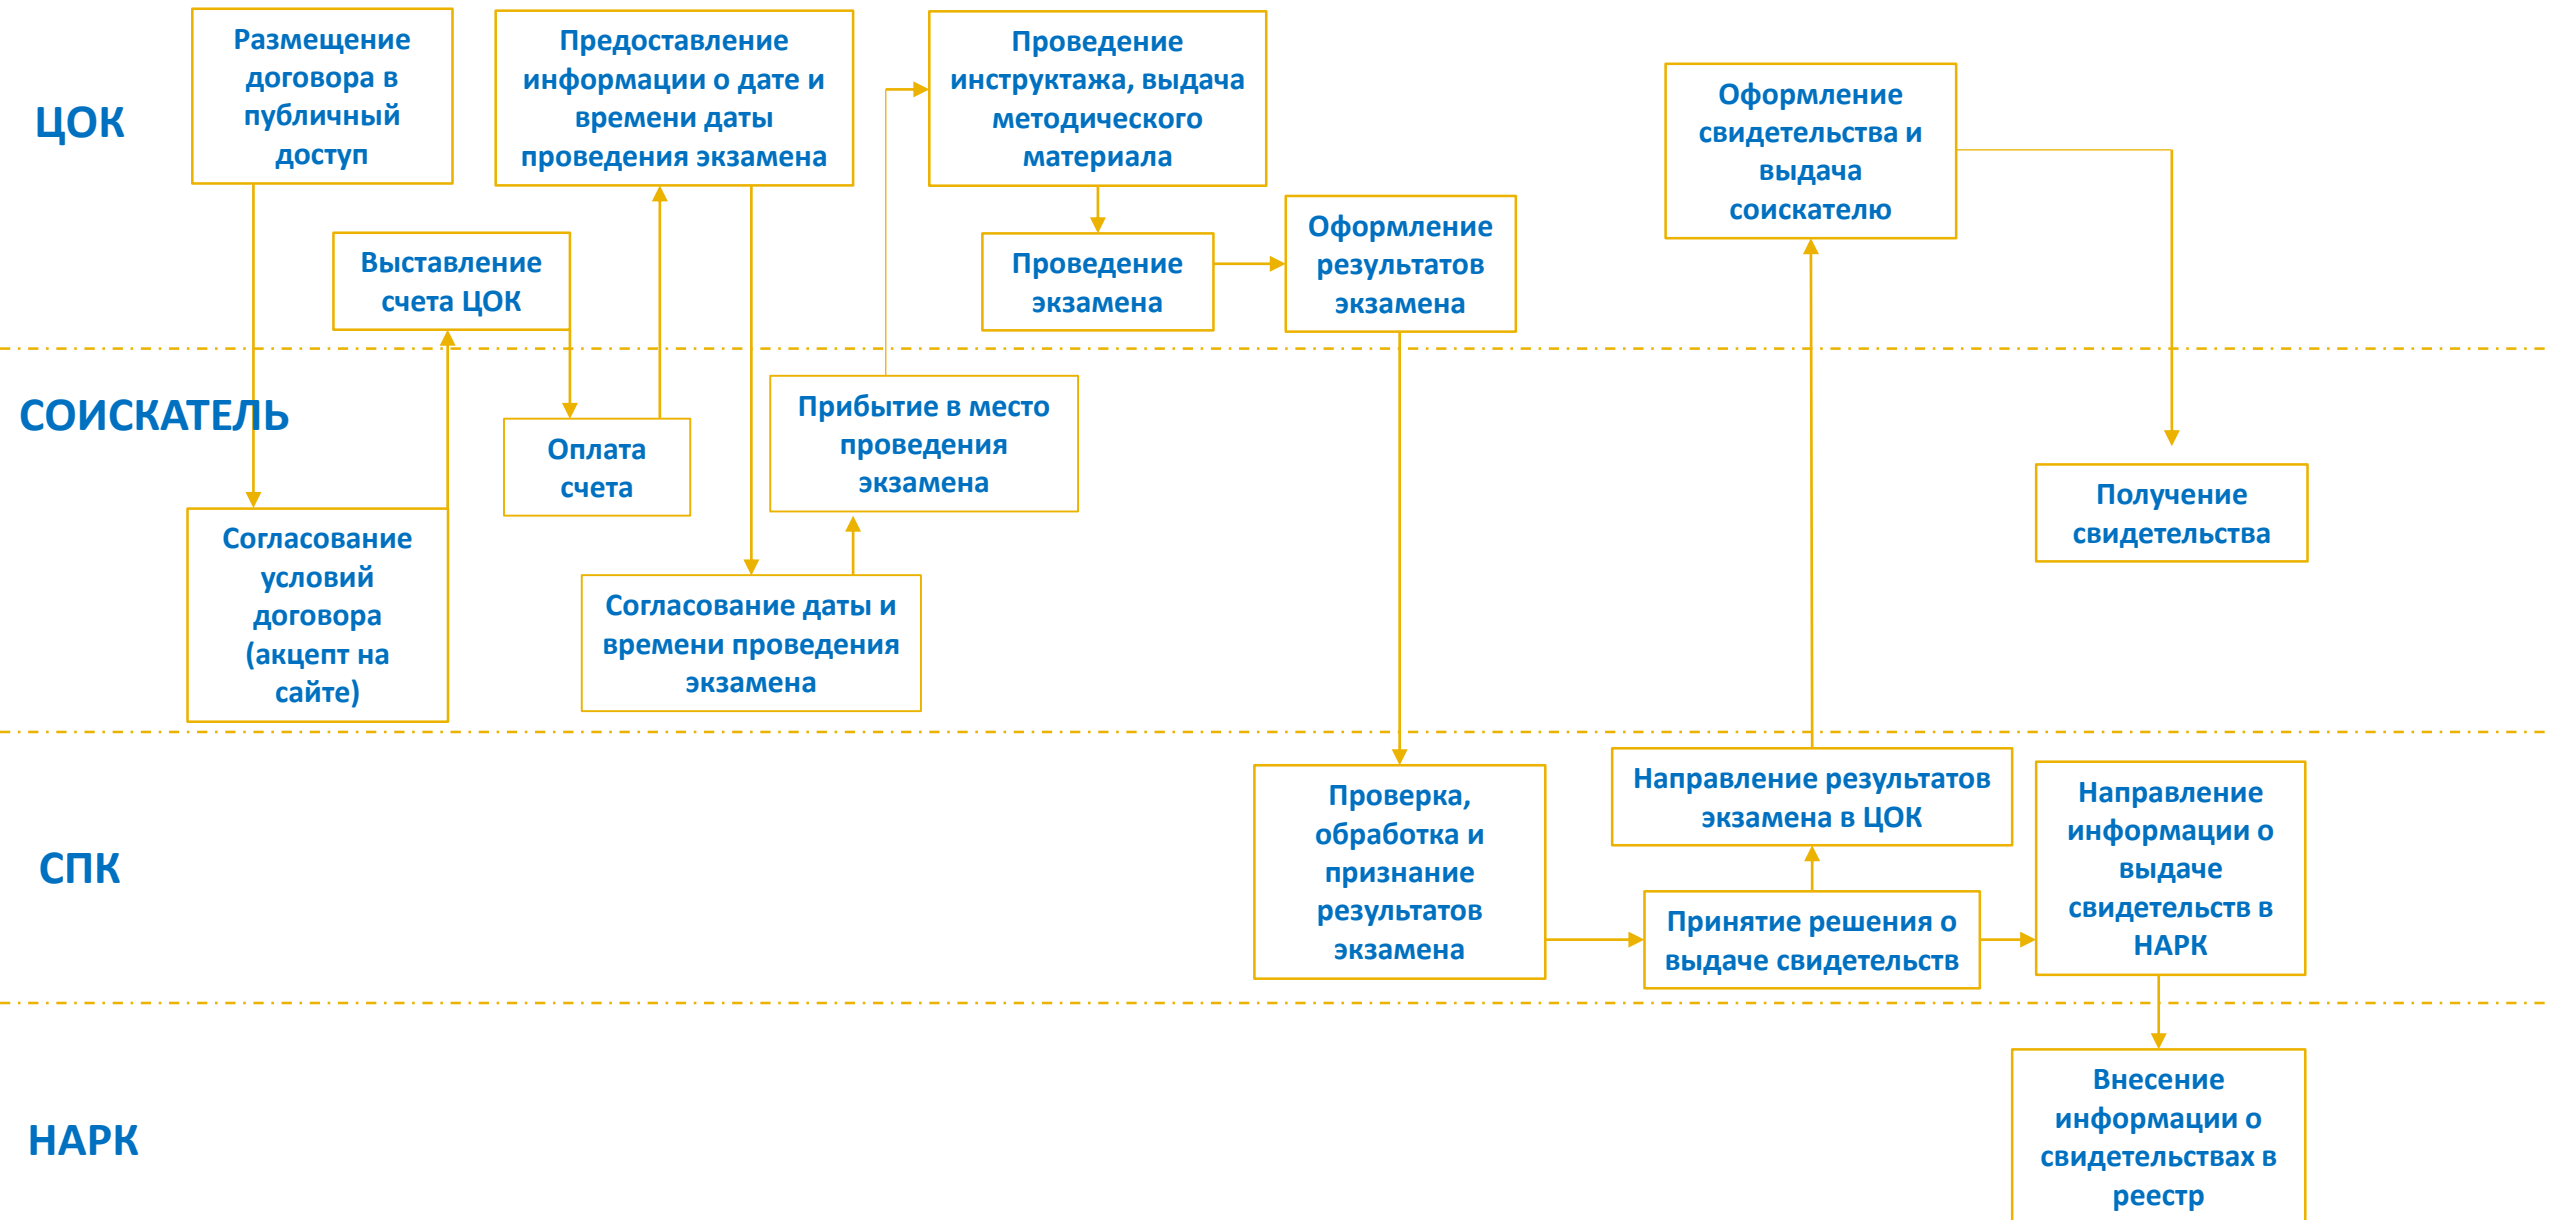 ЦОК
Размещение
договора в
публичный
доступ
Предоставление
информации о дате и
времени даты
проведения экзамена
Проведение
инструктажа, выдача
методического
материала
Оформление
свидетельства и
выдача
соискателю
Выставление
счета ЦОК
Проведение
экзамена
Оформление
результатов
экзамена
СОИСКАТЕЛЬ
Согласование
условий
договора
(акцепт на
сайте)
Оплата
счета
Прибытие в место
проведения
экзамена
Согласование даты и
времени проведения
экзамена
Получение
свидетельства
СПК
Проверка,
обработка и
признание
результатов
экзамена
Направление результатов
экзамена в ЦОК
Принятие решения о
выдаче свидетельств
Направление
информации о
выдаче
свидетельств в
НАРК
НАРК
Внесение
информации о
свидетельствах в
реестр